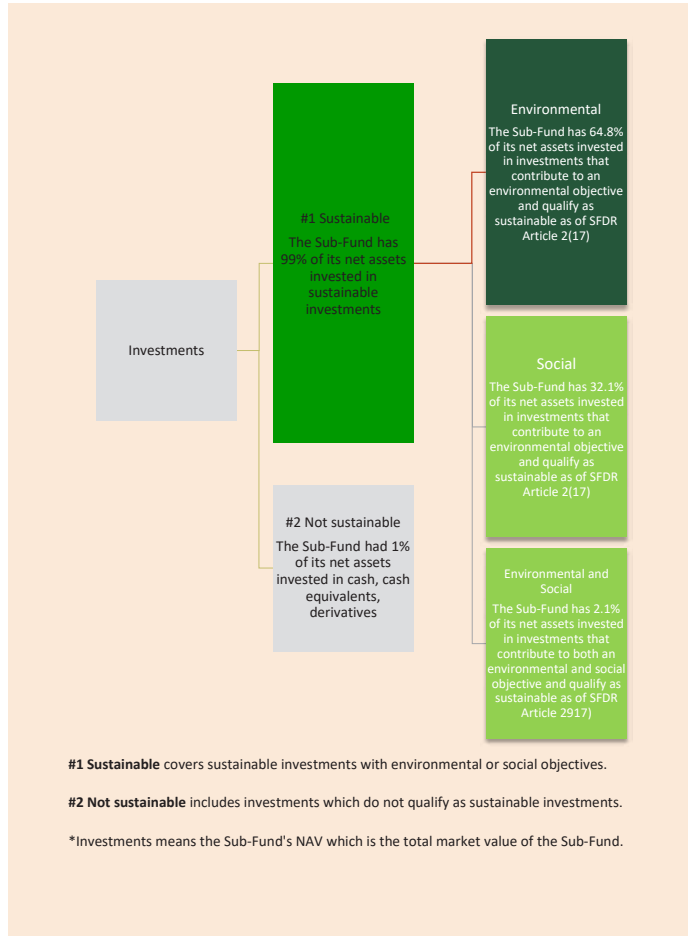 Investments
#1 Sustainable
The Sub-Fund has
99% of its net assets
invested in
sustainable
investments
#2 Not sustainable
The Sub-Fund had 1%
of its net assets
invested in cash, cash
equivalents,
derivatives
Environmental
The Sub-Fund has 64.8%
of its net assets invested
in investments that
contribute to an
environmental objective
and qualify as
sustainable as of SFDR
Article 2(17)
Social
The Sub-Fund has 32.1%
of its net assets invested
in investments that
contribute to an
environmental objective
and qualify as
sustainable as of SFDR
Article 2(17)
Environmental and
Social
The Sub-Fund has 2.1%
of its net assets invested
in investments that
contribute to both an
environmental and social
objective and qualify as
sustainable as of SFDR
Article 2917)
#1 Sustainable covers sustainable investments with environmental or social objectives.
#2 Not sustainable includes investments which do not qualify as sustainable investments.
*Investments means the Sub-Fund's NAV which is the total market value of the Sub-Fund.